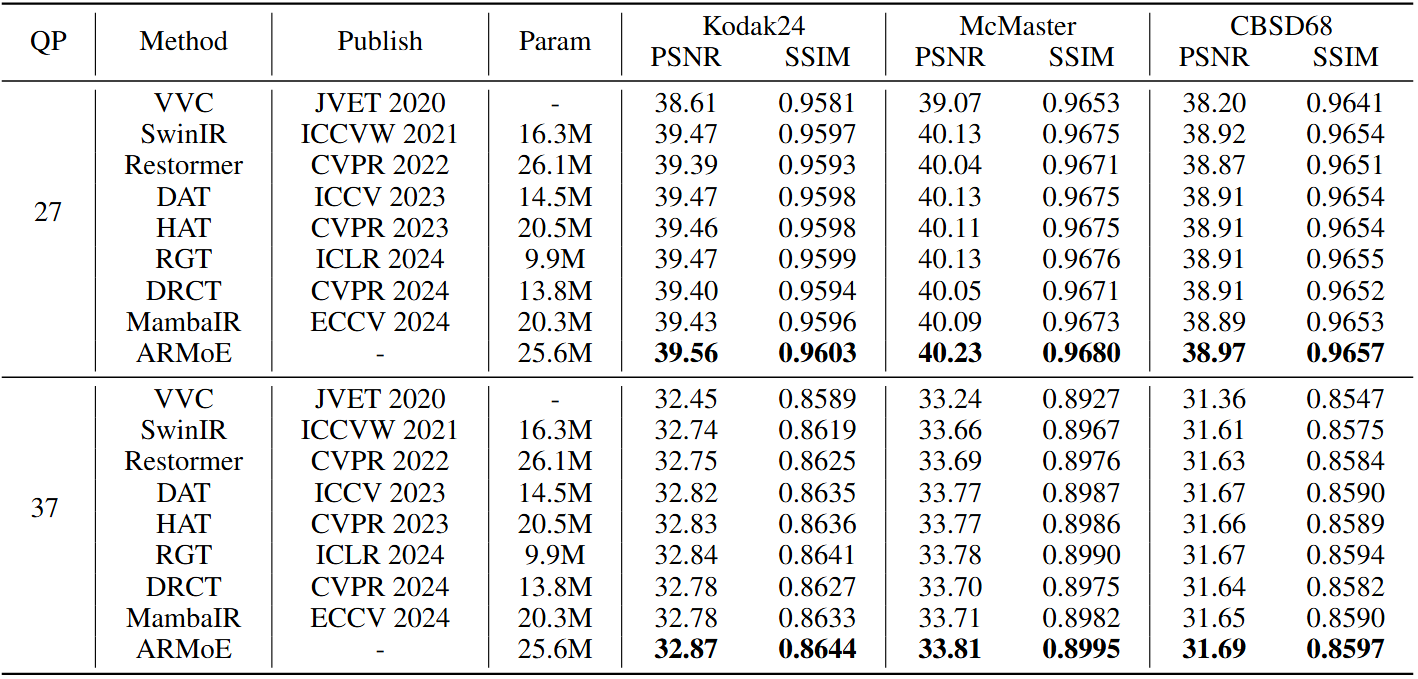 QP Method Publish Param Kodak24 McMaster CBSD68
PSNR SSIM PSNR SSIM PSNR SSIM
27
VVC JVET 2020 - 38.61 0.9581 39.07 0.9653 38.20 0.9641
SwinIR ICCVW 2021 16.3M 39.47 0.9597 40.13 0.9675 38.92 0.9654
Restormer CVPR 2022 26.1M 39.39 0.9593 40.04 0.9671 38.87 0.9651
DAT ICCV 2023 14.5M 39.47 0.9598 40.13 0.9675 38.91 0.9654
HAT CVPR 2023 20.5M 39.46 0.9598 40.11 0.9675 38.91 0.9654
RGT ICLR 2024 9.9M 39.47 0.9599 40.13 0.9676 38.91 0.9655
DRCT CVPR 2024 13.8M 39.40 0.9594 40.05 0.9671 38.91 0.9652
MambaIR ECCV 2024 20.3M 39.43 0.9596 40.09 0.9673 38.89 0.9653
ARMoE - 25.6M 39.56 0.9603 40.23 0.9680 38.97 0.9657
37
VVC JVET 2020 - 32.45 0.8589 33.24 0.8927 31.36 0.8547
SwinIR ICCVW 2021 16.3M 32.74 0.8619 33.66 0.8967 31.61 0.8575
Restormer CVPR 2022 26.1M 32.75 0.8625 33.69 0.8976 31.63 0.8584
DAT ICCV 2023 14.5M 32.82 0.8635 33.77 0.8987 31.67 0.8590
HAT CVPR 2023 20.5M 32.83 0.8636 33.77 0.8986 31.66 0.8589
RGT ICLR 2024 9.9M 32.84 0.8641 33.78 0.8990 31.67 0.8594
DRCT CVPR 2024 13.8M 32.78 0.8627 33.70 0.8975 31.64 0.8582
MambaIR ECCV 2024 20.3M 32.78 0.8633 33.71 0.8982 31.65 0.8590
ARMoE - 25.6M 32.87 0.8644 33.81 0.8995 31.69 0.8597